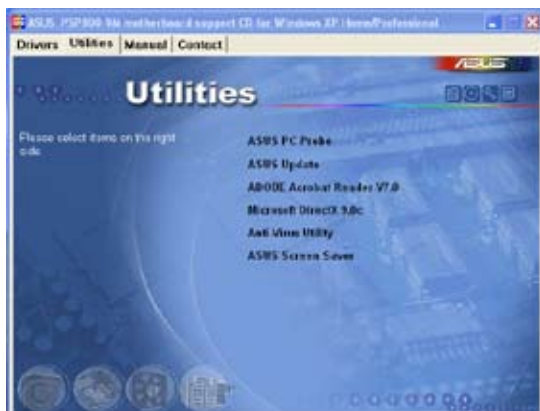 ASUS P5P800-VM motherboard support CD for Windows XP Home/Professional
Drivers Utilities Manual Contact
ASUS
Utilities
Please select items on the right
side
ASUS PC Probe
ASUS Update
ADOBE Acrobat Reader V7.0
Microsoft DirectX 9.0c
Anti Virus Utility
ASUS Screen Saver